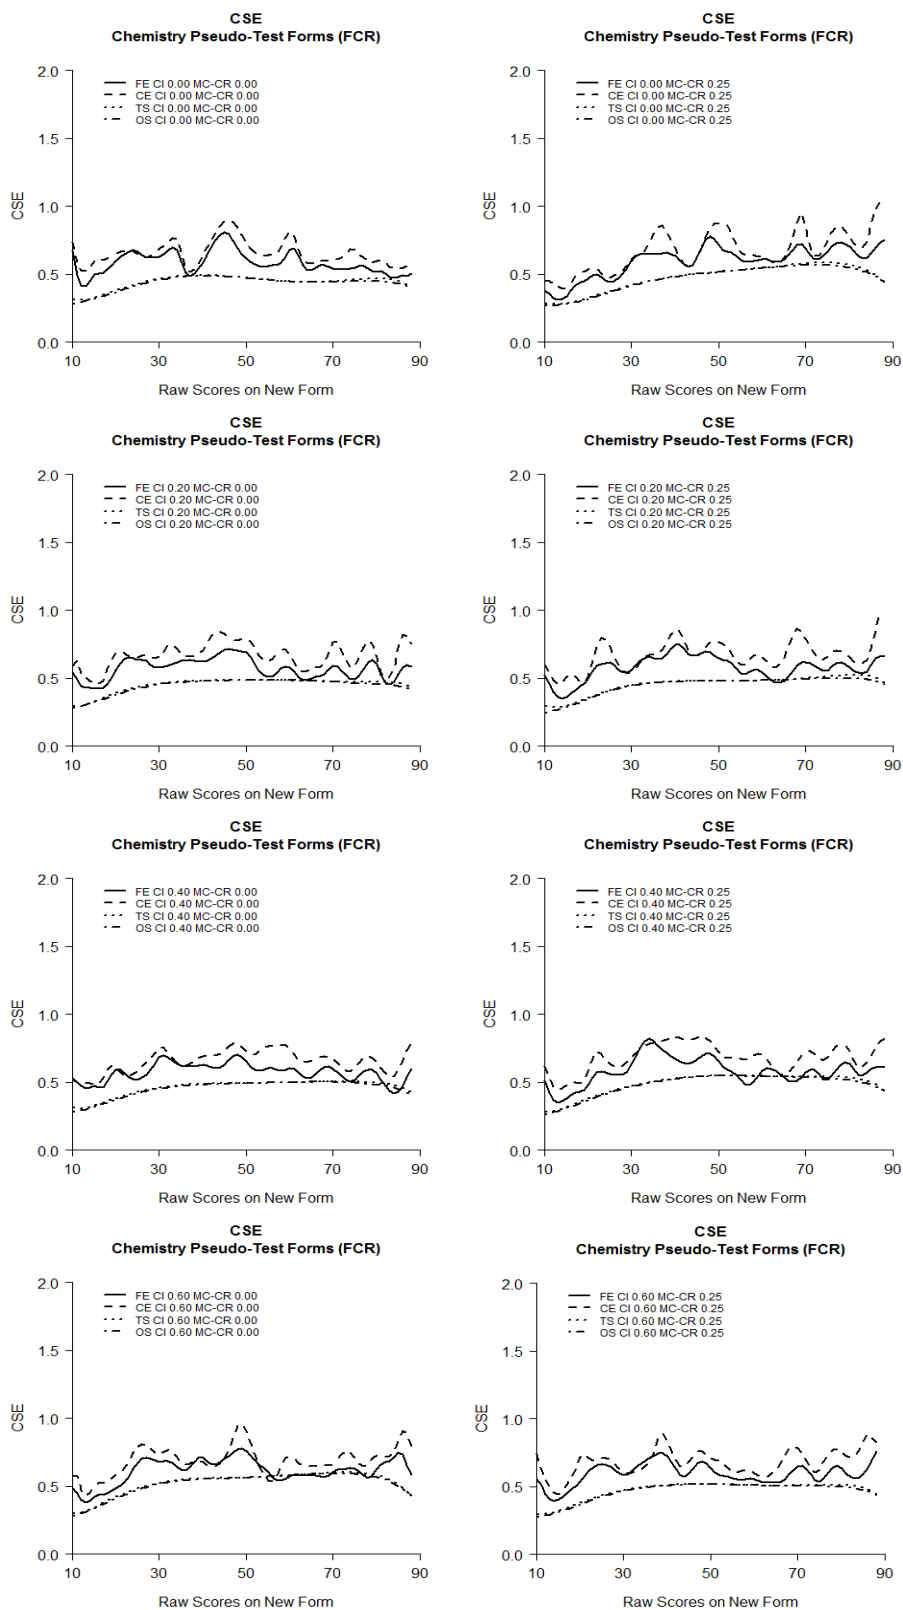 CSE
Chemistry Pseudo-Test Forms (FCR)
2.0
1.5
1.0
0.5
0.0
CSE
FE CI 0.00 MC-CR 0.00
CE CI 0.00 MC-CR 0.00
TS CI 0.00 MC-CR 0.00
OS CI 0.00 MC-CR 0.00
10 30 50 70 90
Raw Scores on New Form
CSE
Chemistry Pseudo-Test Forms (FCR)
2.0
1.5
1.0
0.5
0.0
CSE
FE CI 0.00 MC-CR 0.25
CE CI 0.00 MC-CR 0.25
TS CI 0.00 MC-CR 0.25
OS CI 0.00 MC-CR 0.25
10 30 50 70 90
Raw Scores on New Form
CSE
Chemistry Pseudo-Test Forms (FCR)
2.0
1.5
1.0
0.5
0.0
CSE
FE CI 0.20 MC-CR 0.00
CE CI 0.20 MC-CR 0.00
TS CI 0.20 MC-CR 0.00
OS CI 0.20 MC-CR 0.00
10 30 50 70 90
Raw Scores on New Form
CSE
Chemistry Pseudo-Test Forms (FCR)
2.0
1.5
1.0
0.5
0.0
CSE
FE CI 0.20 MC-CR 0.25
CE CI 0.20 MC-CR 0.25
TS CI 0.20 MC-CR 0.25
OS CI 0.20 MC-CR 0.25
10 30 50 70 90
Raw Scores on New Form
CSE
Chemistry Pseudo-Test Forms (FCR)
2.0
1.5
1.0
0.5
0.0
CSE
FE CI 0.40 MC-CR 0.00
CE CI 0.40 MC-CR 0.00
TS CI 0.40 MC-CR 0.00
OS CI 0.40 MC-CR 0.00
10 30 50 70 90
Raw Scores on New Form
CSE
Chemistry Pseudo-Test Forms (FCR)
2.0
1.5
1.0
0.5
0.0
CSE
FE CI 0.40 MC-CR 0.25
CE CI 0.40 MC-CR 0.25
TS CI 0.40 MC-CR 0.25
OS CI 0.40 MC-CR 0.25
10 30 50 70 90
Raw Scores on New Form
CSE
Chemistry Pseudo-Test Forms (FCR)
2.0
1.5
1.0
0.5
0.0
CSE
FE CI 0.60 MC-CR 0.00
CE CI 0.60 MC-CR 0.00
TS CI 0.60 MC-CR 0.00
OS CI 0.60 MC-CR 0.00
10 30 50 70 90
Raw Scores on New Form
CSE
Chemistry Pseudo-Test Forms (FCR)
2.0
1.5
1.0
0.5
0.0
CSE
FE CI 0.60 MC-CR 0.25
CE CI 0.60 MC-CR 0.25
TS CI 0.60 MC-CR 0.25
OS CI 0.60 MC-CR 0.25
10 30 50 70 90
Raw Scores on New Form